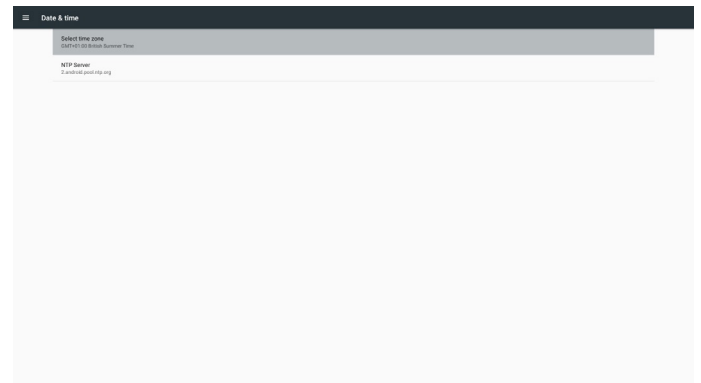 Date & time
Select time zone
GMT+01:00 British Summer Time
NTP Server
2.android.pool.ntp.org